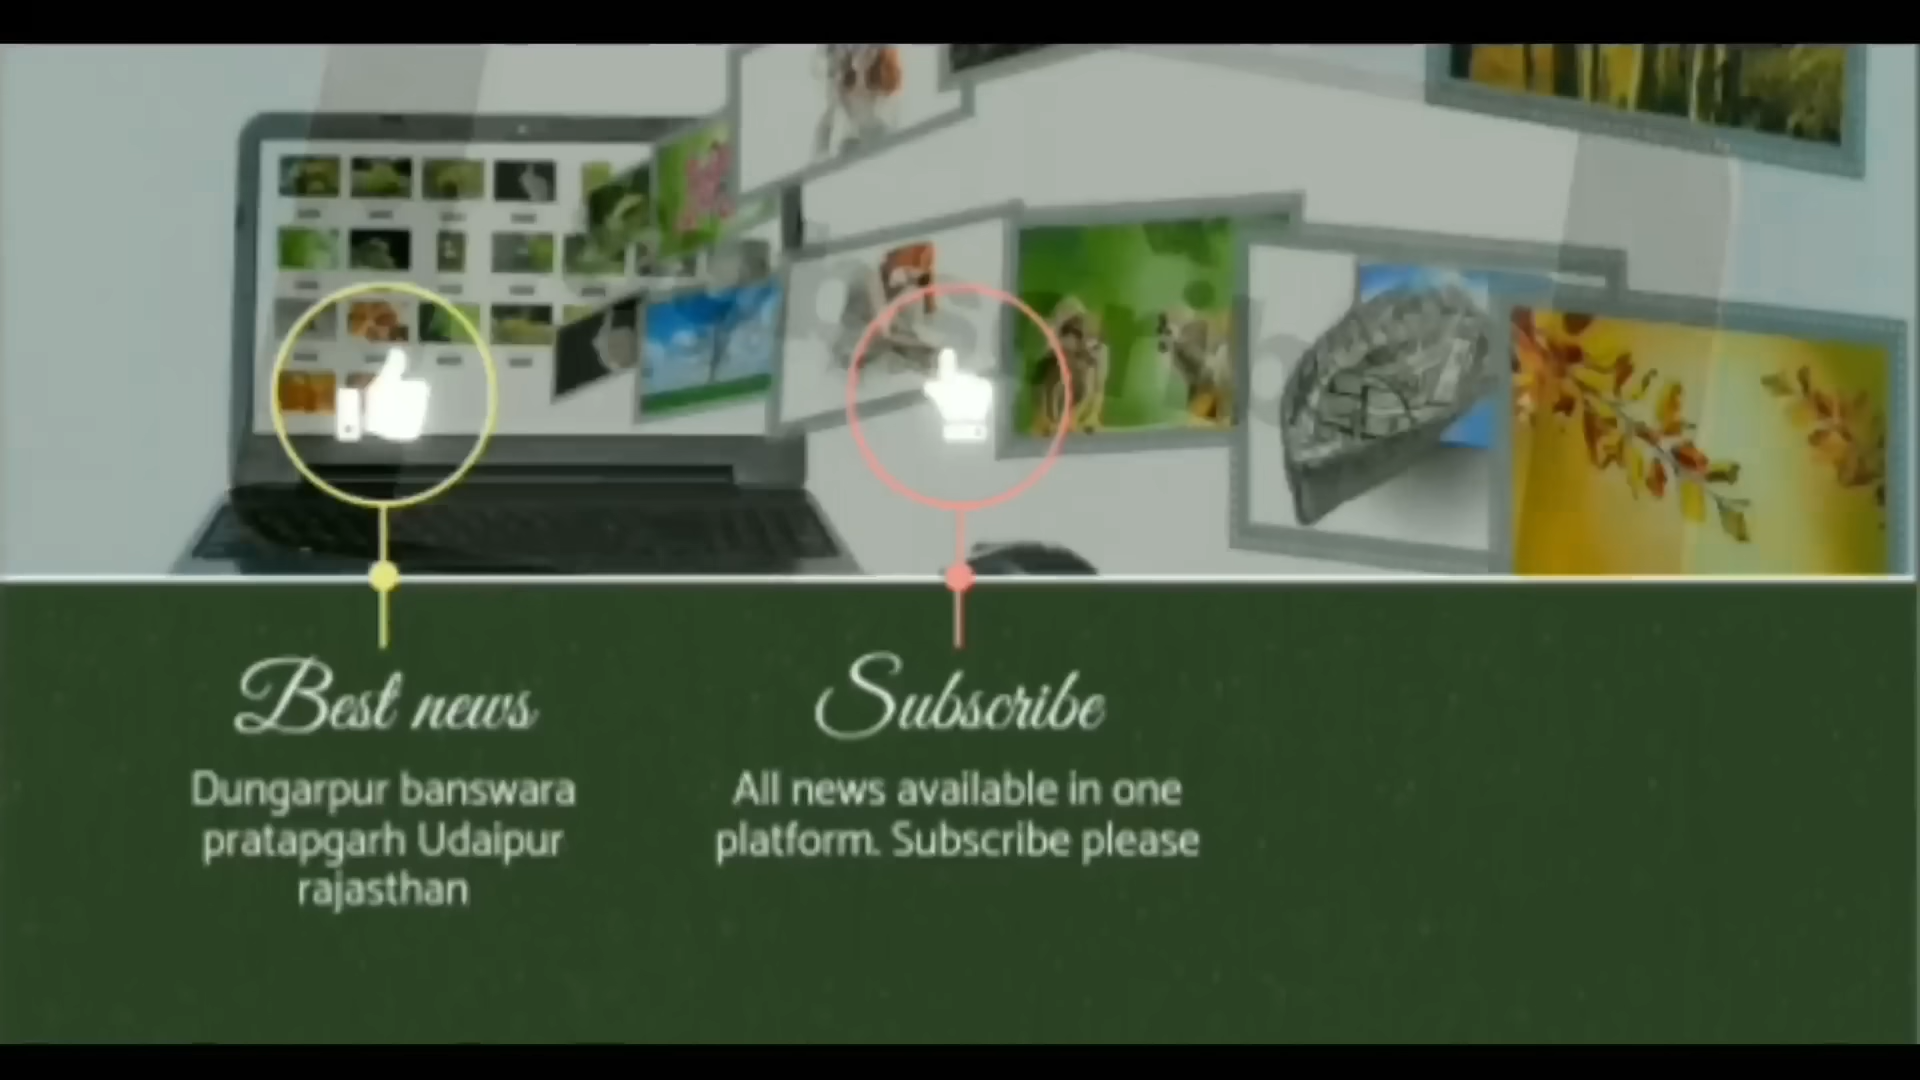 Best news
Dungarpur banswara
pratapgarh Udaipur
rajasthan
Subscribe
All news available in one
platform. Subscribe please